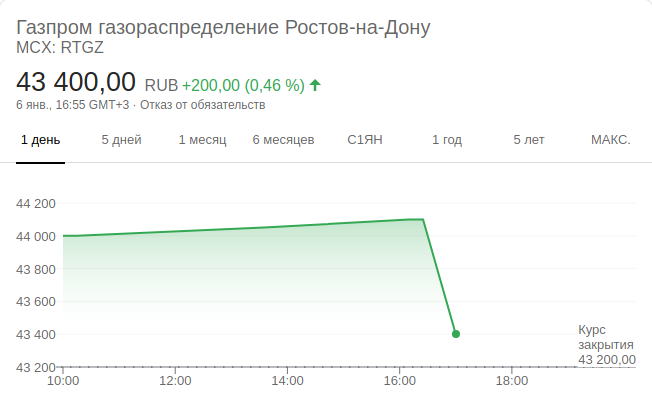 Газпром газораспределение Ростов-на-Дону
MCX: RTGZ
43 400,00 RUB +200,00 (0,46 %)
6 янв., 16:55 GMT+3 · Отказ от обязательств
1 день 5 дней 1 месяц 6 месяцев С1ЯН 1 год 5 лет МАКС.
44 200
44 000
43 800
43 600
43 400
43 200
Курс
закрытия
43 200,00
10:00 12:00 14:00 16:00 18:00